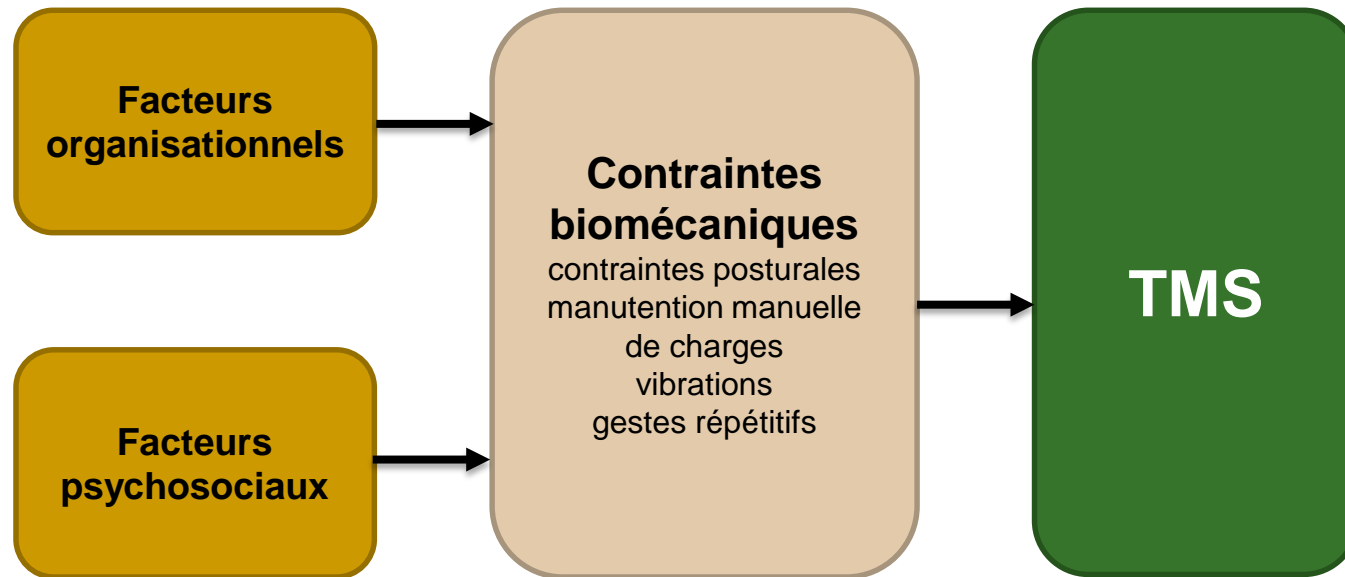 Facteurs
organisationnels
Facteurs
psychosociaux
Contraintes
biomécaniques
contraintes posturales
manutention manuelle
de charges
vibrations
gestes répétitifs
TMS